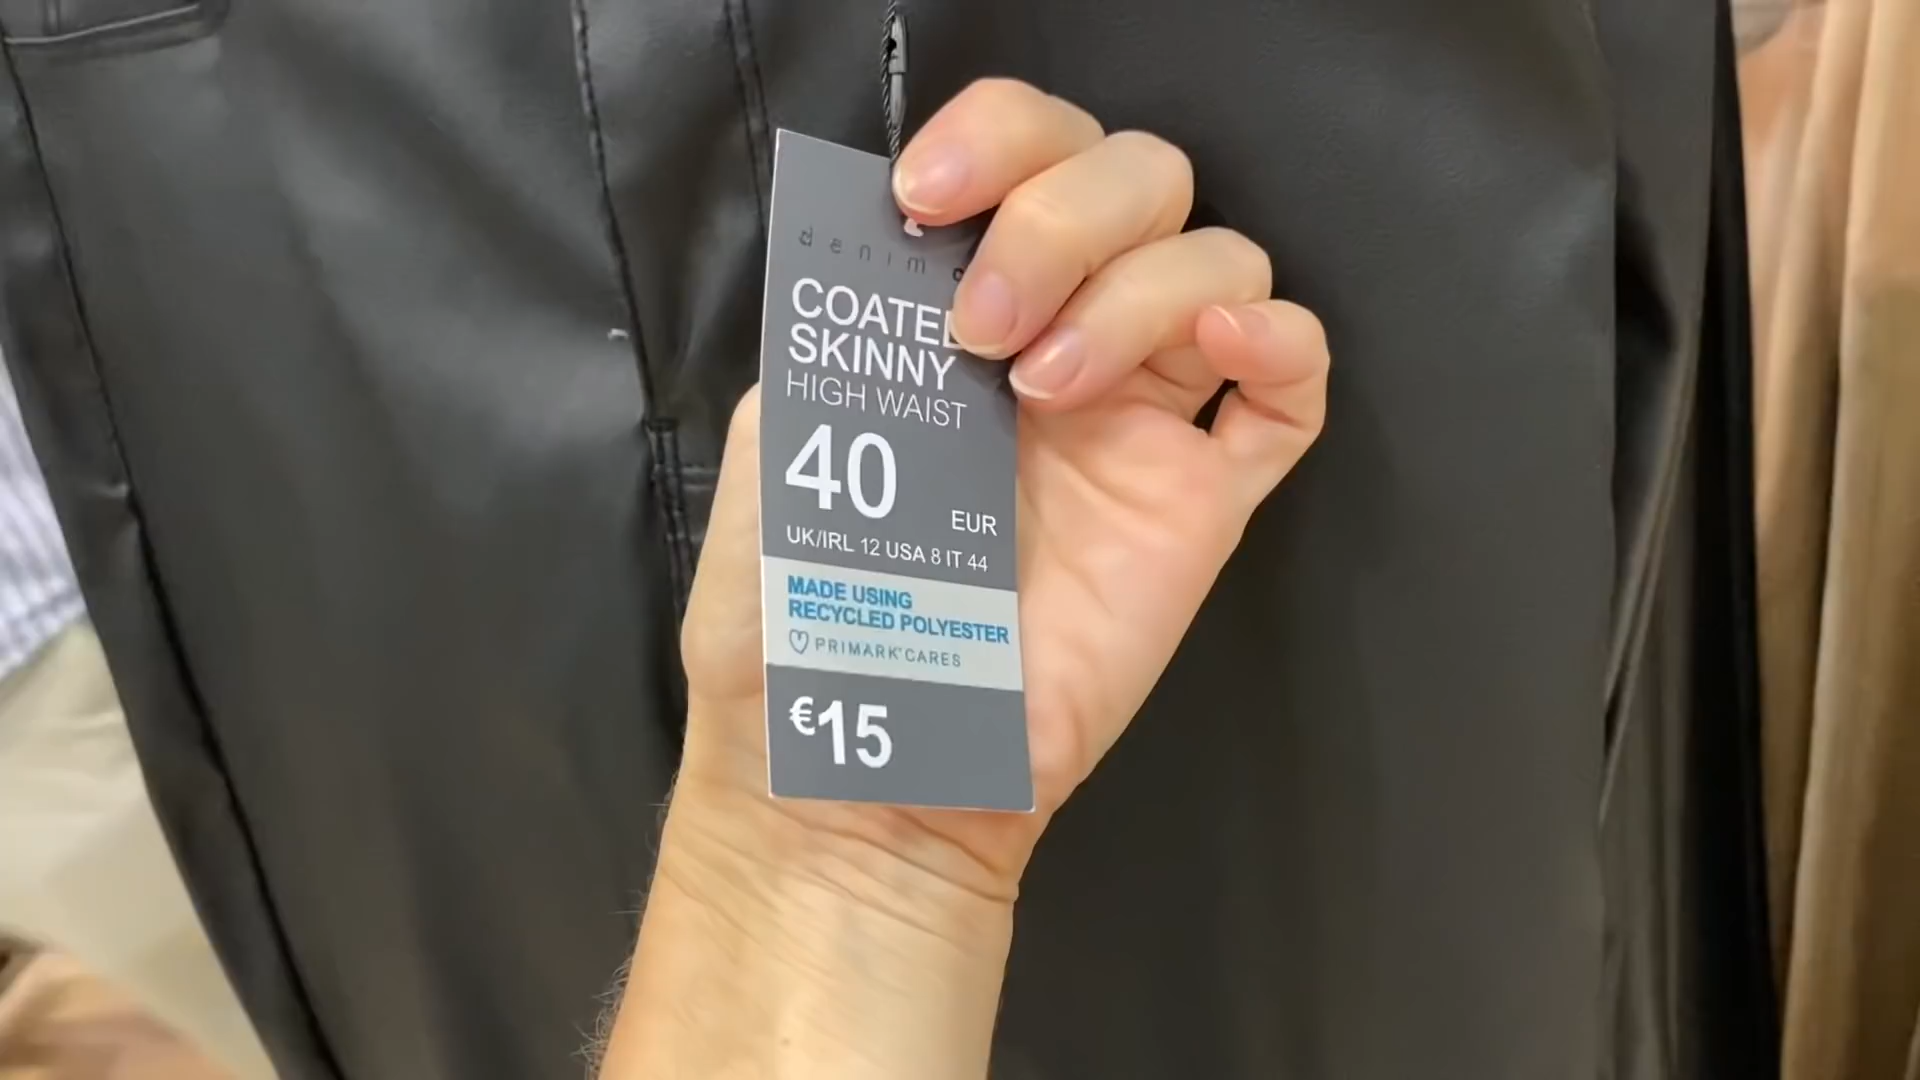 denim c
COATED
SKINNY
HIGH WAIST
40
EUR
UK/IRL 12 USA 8 IT 44
MADE USING
RECYCLED POLYESTER
PRIMARK CARES
€15